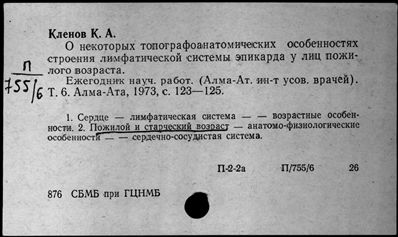 Кленов К. А.
О некоторых топографоанатомических особенностях
строения лимфатической системы эпикарда у лиц пожи-
лого возраста.
П
755/6
Ежегодник науч. работ. (Алма-Ат. ин-т усов. врачей).
Т. 6. Алма-Ата, 1973, с. 123—125.
1. Сердце — лимфатическая система — — возрастные особен-
ности. 2. Пожилой и старческий возраст — анатомо-физиологические
особенности — — сердечно-сосудистая система.
П-2-2а П/755/6 26
876 СБМБ при ГЦНМБ